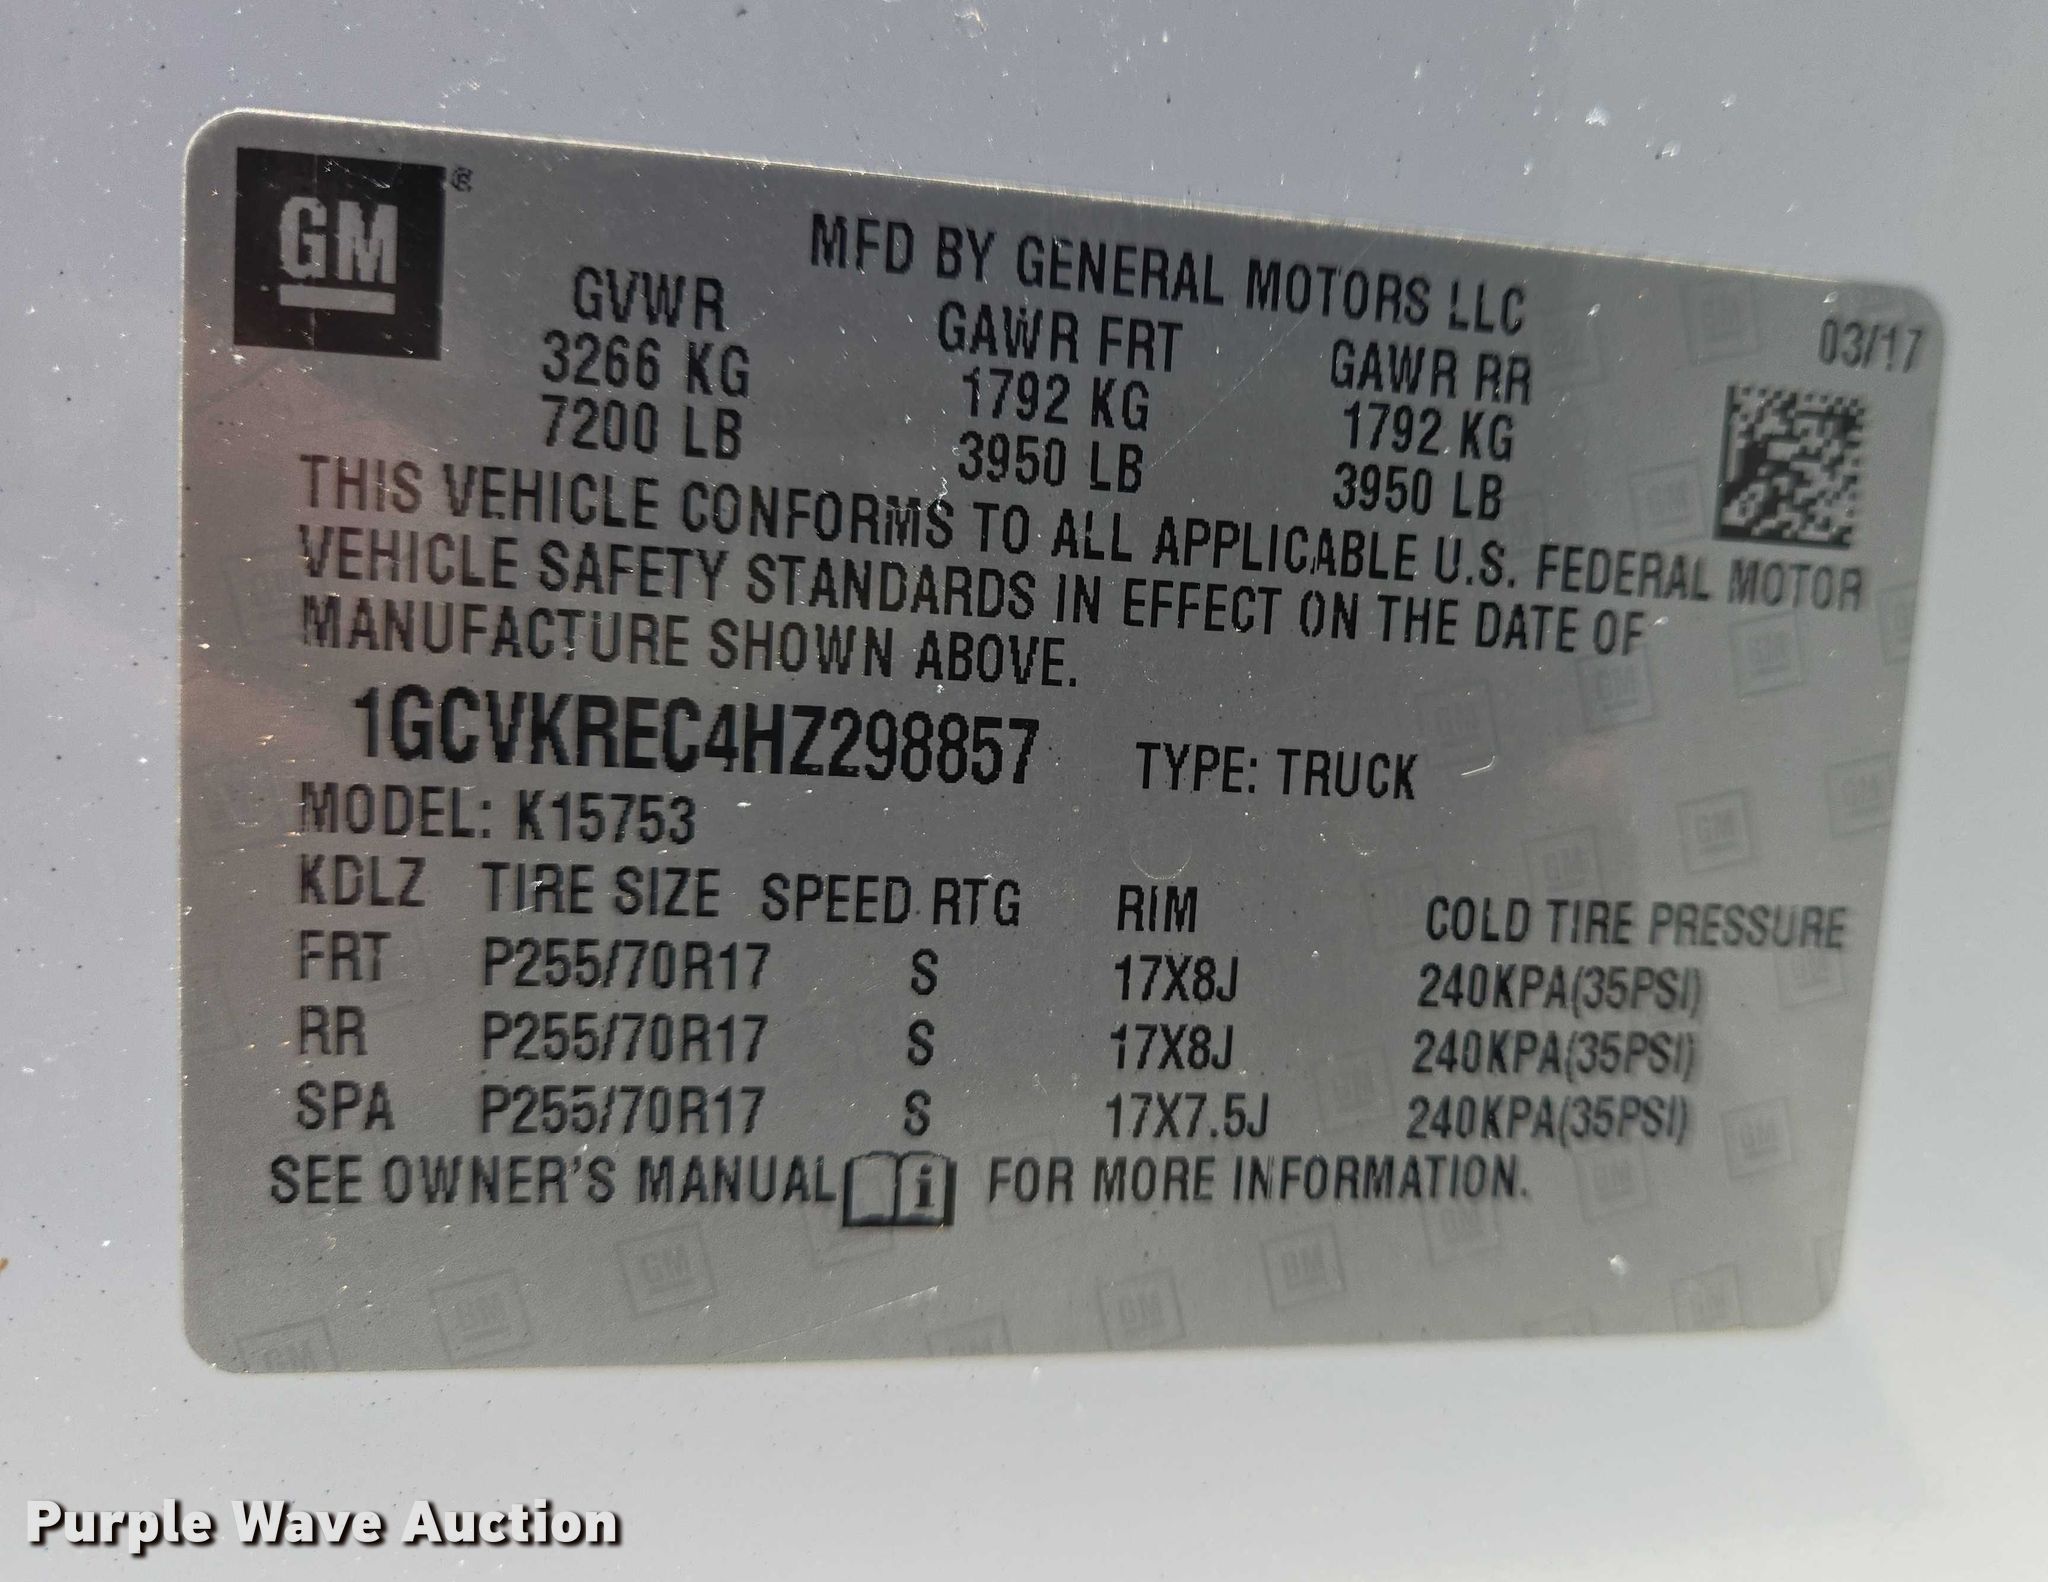 GM®
MFD BY GENERAL MOTORS LLC
03/17
GVWR GAWR FRT GAWR RR
3266 KG 1792 KG 1792 KG
7200 LB 3950 LB 3950 LB
THIS VEHICLE CONFORMS TO ALL APPLICABLE U.S. FEDERAL MOTOR
VEHICLE SAFETY STANDARDS IN EFFECT ON THE DATE OF
MANUFACTURE SHOWN ABOVE.
1GCVKREC4HZ298857 TYPE: TRUCK
MODEL: K15753
KDLZ TIRE SIZE SPEED RTG RIM COLD TIRE PRESSURE
FRT P255/70R17 S 17X8J 240KPA(35PSI)
RR P255/70R17 S 17X8J 240KPA(35PSI)
SPA P255/70R17 S 17X7.5J 240KPA(35PSI)
SEE OWNER'S MANUAL i FOR MORE INFORMATION.
Purple Wave Auction